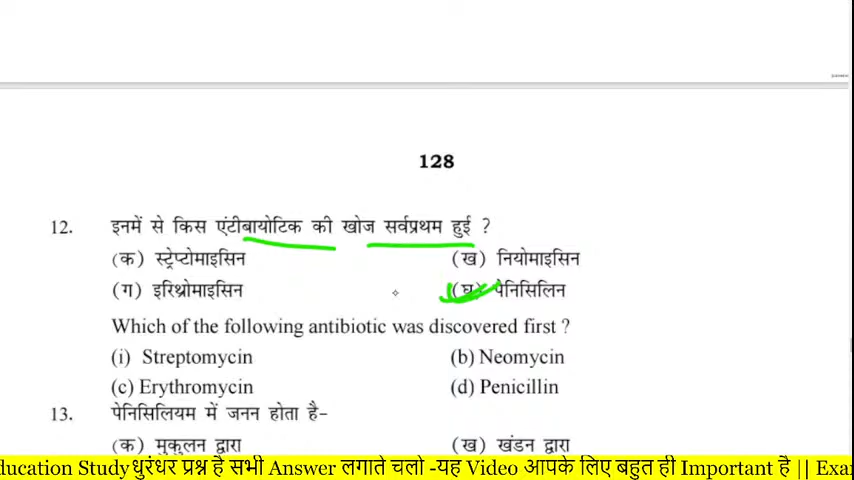 128
12. इनमें से किस एंटीबायोटिक की खोज सर्वप्रथम हुई ?
(क) स्ट्रेप्टोमाइसिन (ख) नियोमाइसिन
(ग) इरिथ्रोमाइसिन (घ) पैनिसिलिन
Which of the following antibiotic was discovered first ?
(i) Streptomycin (b) Neomycin
(c) Erythromycin (d) Penicillin
13. पेनिसिलियम में जनन होता है-
(क) मुकुलन द्वारा (ख) खंडन द्वारा
ducation Studyधुरंधर प्रश्न है सभी Answer लगाते चलो -यह Video आपके लिए बहुत ही Important है || Exa